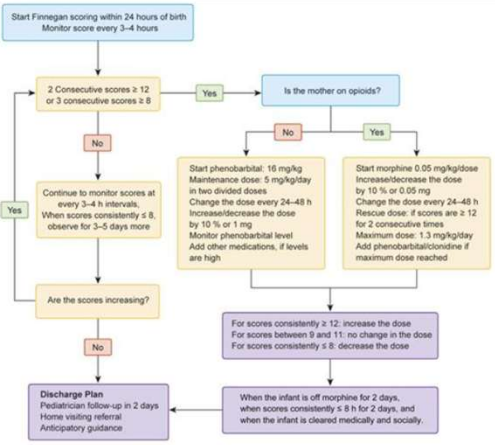 Start Finnegan scoring within 24 hours of birth
Monitor score every 3–4 hours
2 Consecutive scores ≥ 12
or 3 consecutive scores ≥ 8
Yes
Is the mother on opioids?
No
No
Yes
Continue to monitor scores at
every 3–4 h intervals,
When scores consistently ≤ 8,
observe for 3–5 days more
Yes
Start phenobarbital; 16 mg/kg
Maintenance dose: 5 mg/kg/day
in two divided doses
Change the dose every 24–48 h
Increase/decrease the dose
by 10 % or 1 mg
Monitor phenobarbital level
Add other medications, if levels
are high
Start morphine 0.05 mg/kg/dose
Increase/decrease the dose
by 10 % or 0.05 mg
Change the dose every 24–48 h
Rescue dose: if scores are ≥ 12
for 2 consecutive times
Maximum dose: 1.3 mg/kg/day
Add phenobarbital/clonidine if
maximum dose reached
Are the scores increasing?
No
For scores consistently ≥ 12: increase the dose
For scores between 9 and 11: no change in the dose
For scores consistently ≤ 8: decrease the dose
Discharge Plan
Pediatrician follow-up in 2 days
Home visiting referral
Anticipatory guidance
When the infant is off morphine for 2 days,
when scores consistently ≤ 8 h for 2 days, and
when the infant is cleared medically and socially.